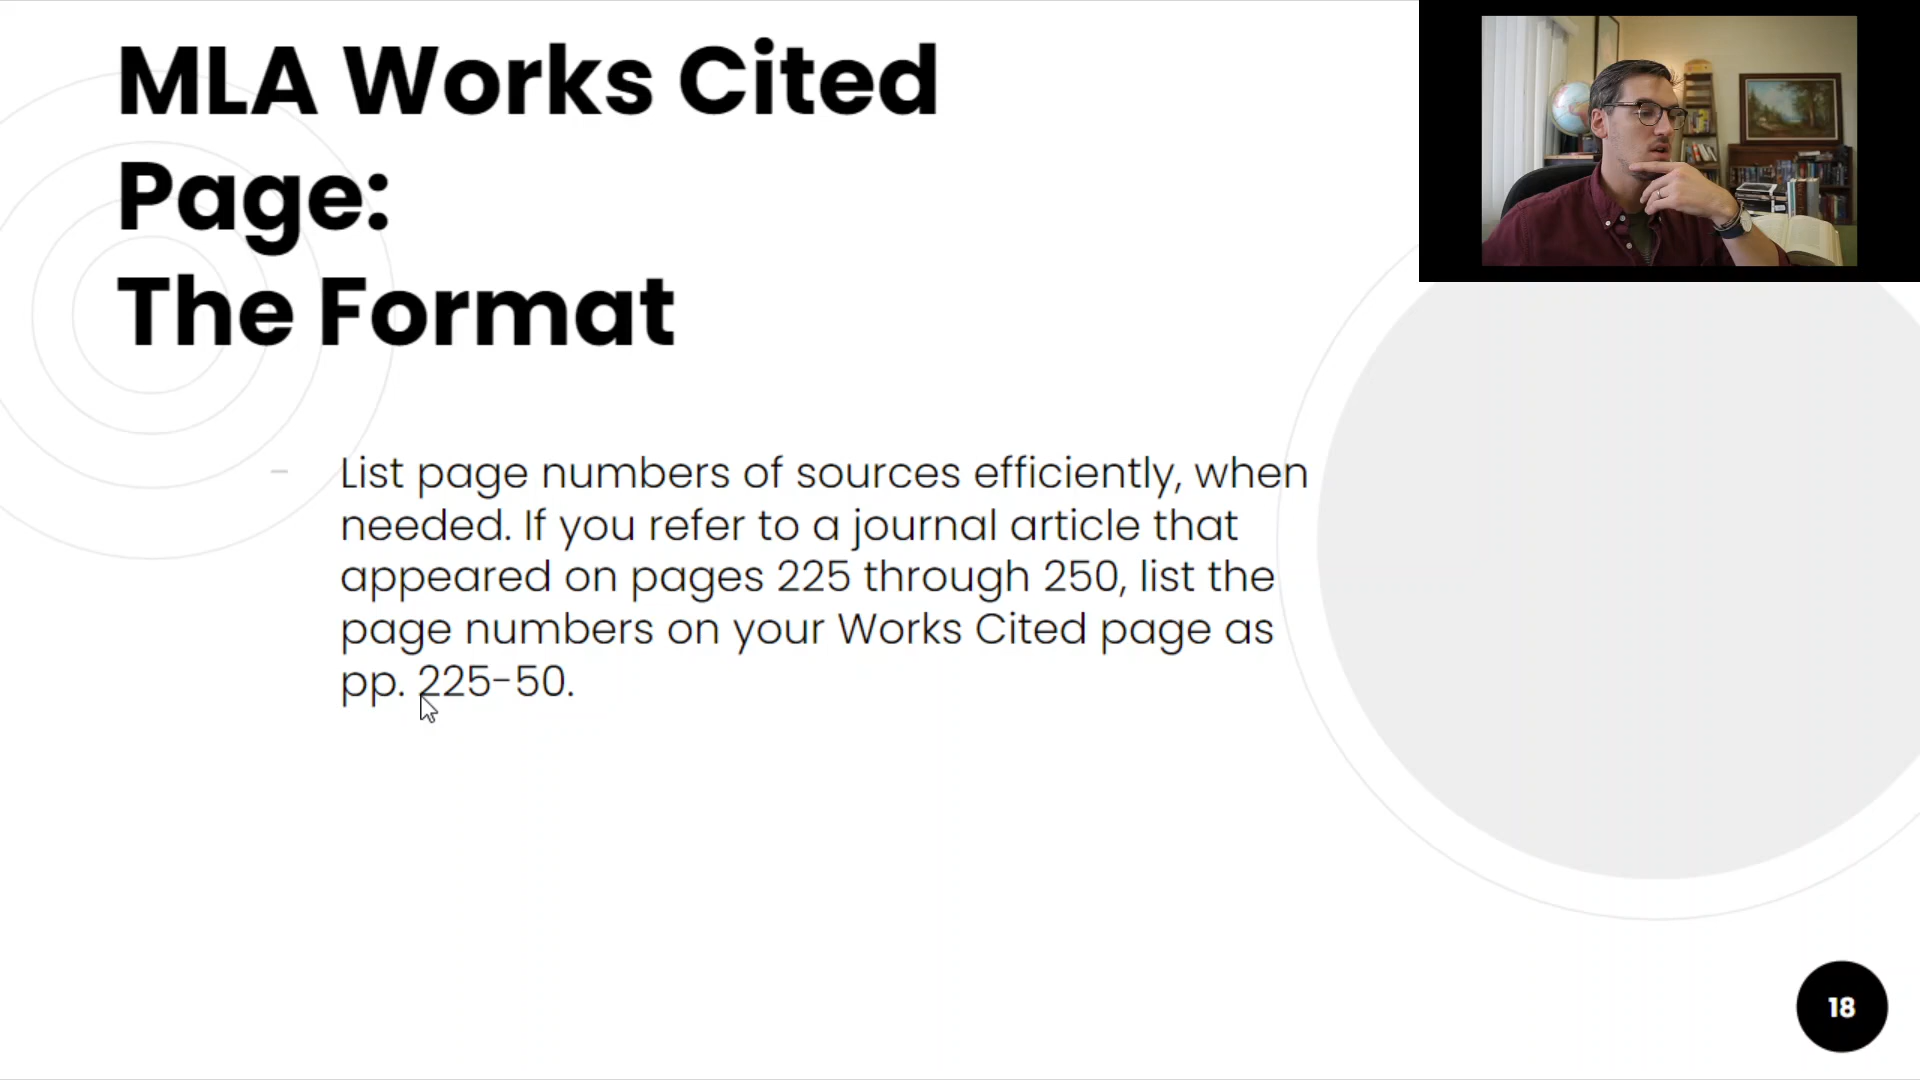 MLA Works Cited
Page:
The Format
- List page numbers of sources efficiently, when
needed. If you refer to a journal article that
appeared on pages 225 through 250, list the
page numbers on your Works Cited page as
pp. 225-50.
18